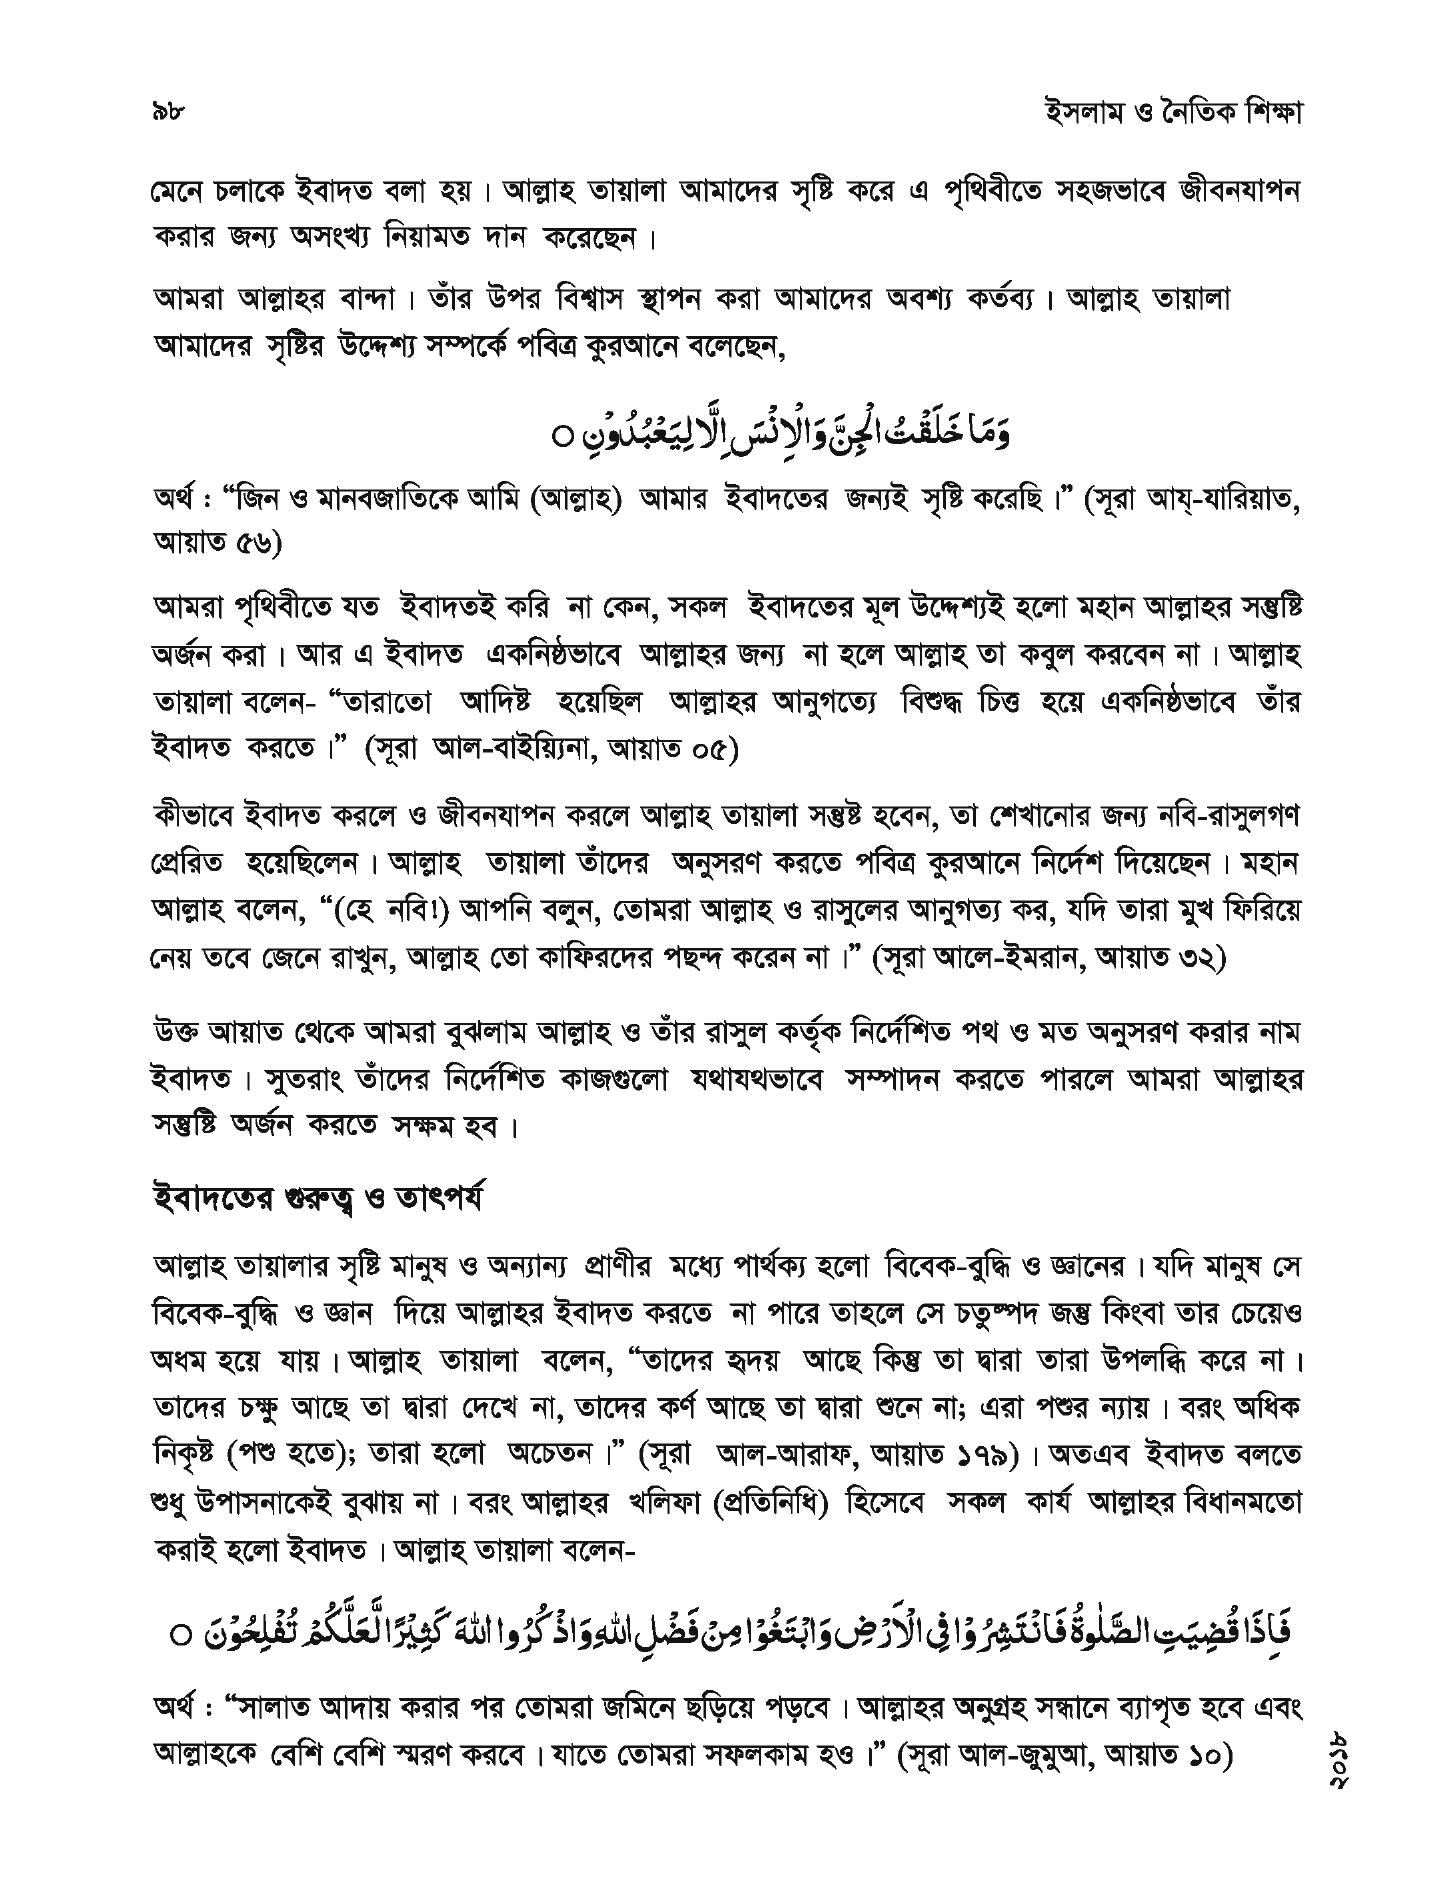 ৯৮
ইসলাম ও নৈতিক শিক্ষা
মেনে চলাকে ইবাদত বলা হয়। আল্লাহ তায়ালা আমাদের সৃষ্টি করে এ পৃথিবীতে সহজভাবে জীবনযাপন
করার জন্য অসংখ্য নিয়ামত দান করেছেন।
আমরা আল্লাহর বান্দা। তাঁর উপর বিশ্বাস স্থাপন করা আমাদের অবশ্য কর্তব্য। আল্লাহ তায়ালা
আমাদের সৃষ্টির উদ্দেশ্য সম্পর্কে পবিত্র কুরআনে বলেছেন,
وَمَا خَلَقْتُ الْجِنَّ وَالْاِنْسَ اِلَّا لِيَعْبُدُوْنِ ○
অর্থ : “জিন ও মানবজাতিকে আমি (আল্লাহ) আমার ইবাদতের জন্যই সৃষ্টি করেছি।” (সূরা আয্-যারিয়াত,
আয়াত ৫৬)
আমরা পৃথিবীতে যত ইবাদতই করি না কেন, সকল ইবাদতের মূল উদ্দেশ্যই হলো মহান আল্লাহর সন্তুষ্টি
অর্জন করা। আর এ ইবাদত একনিষ্ঠভাবে আল্লাহর জন্য না হলে আল্লাহ তা কবুল করবেন না। আল্লাহ
তায়ালা বলেন- “তারাতো আদিষ্ট হয়েছিল আল্লাহর আনুগত্যে বিশুদ্ধ চিত্ত হয়ে একনিষ্ঠভাবে তাঁর
ইবাদত করতে।” (সূরা আল-বাইয়্যিনা, আয়াত ০৫)
কীভাবে ইবাদত করলে ও জীবনযাপন করলে আল্লাহ তায়ালা সন্তুষ্ট হবেন, তা শেখানোর জন্য নবি-রাসুলগণ
প্রেরিত হয়েছিলেন। আল্লাহ তায়ালা তাঁদের অনুসরণ করতে পবিত্র কুরআনে নির্দেশ দিয়েছেন। মহান
আল্লাহ বলেন, “(হে নবি!) আপনি বলুন, তোমরা আল্লাহ ও রাসুলের আনুগত্য কর, যদি তারা মুখ ফিরিয়ে
নেয় তবে জেনে রাখুন, আল্লাহ তো কাফিরদের পছন্দ করেন না।” (সূরা আলে-ইমরান, আয়াত ৩২)
উক্ত আয়াত থেকে আমরা বুঝলাম আল্লাহ ও তাঁর রাসুল কর্তৃক নির্দেশিত পথ ও মত অনুসরণ করার নাম
ইবাদত। সুতরাং তাঁদের নির্দেশিত কাজগুলো যথাযথভাবে সম্পাদন করতে পারলে আমরা আল্লাহর
সন্তুষ্টি অর্জন করতে সক্ষম হব।
ইবাদতের গুরুত্ব ও তাৎপর্য
আল্লাহ তায়ালার সৃষ্টি মানুষ ও অন্যান্য প্রাণীর মধ্যে পার্থক্য হলো বিবেক-বুদ্ধি ও জ্ঞানের। যদি মানুষ সে
বিবেক-বুদ্ধি ও জ্ঞান দিয়ে আল্লাহর ইবাদত করতে না পারে তাহলে সে চতুষ্পদ জন্তু কিংবা তার চেয়েও
অধম হয়ে যায়। আল্লাহ তায়ালা বলেন, “তাদের হৃদয় আছে কিন্তু তা দ্বারা তারা উপলব্ধি করে না।
তাদের চক্ষু আছে তা দ্বারা দেখে না, তাদের কর্ণ আছে তা দ্বারা শুনে না; এরা পশুর ন্যায়। বরং অধিক
নিকৃষ্ট (পশু হতে); তারা হলো অচেতন।” (সূরা আল-আরাফ, আয়াত ১৭৯)। অতএব ইবাদত বলতে
শুধু উপাসনাকেই বুঝায় না। বরং আল্লাহর খলিফা (প্রতিনিধি) হিসেবে সকল কার্য আল্লাহর বিধানমতো
করাই হলো ইবাদত। আল্লাহ তায়ালা বলেন-
فَاِذَا قُضِيَتِ الصَّلٰوةُ فَانْتَشِرُوْا فِي الْاَرْضِ وَابْتَغُوْا مِنْ فَضْلِ اللهِ وَاذْكُرُوا اللهَ كَثِيْرًا لَّعَلَّكُمْ تُفْلِحُوْنَ ○
অর্থ : “সালাত আদায় করার পর তোমরা জমিনে ছড়িয়ে পড়বে। আল্লাহর অনুগ্রহ সন্ধানে ব্যাপৃত হবে এবং
আল্লাহকে বেশি বেশি স্মরণ করবে। যাতে তোমরা সফলকাম হও।” (সূরা আল-জুমুআ, আয়াত ১০)
২০১৮